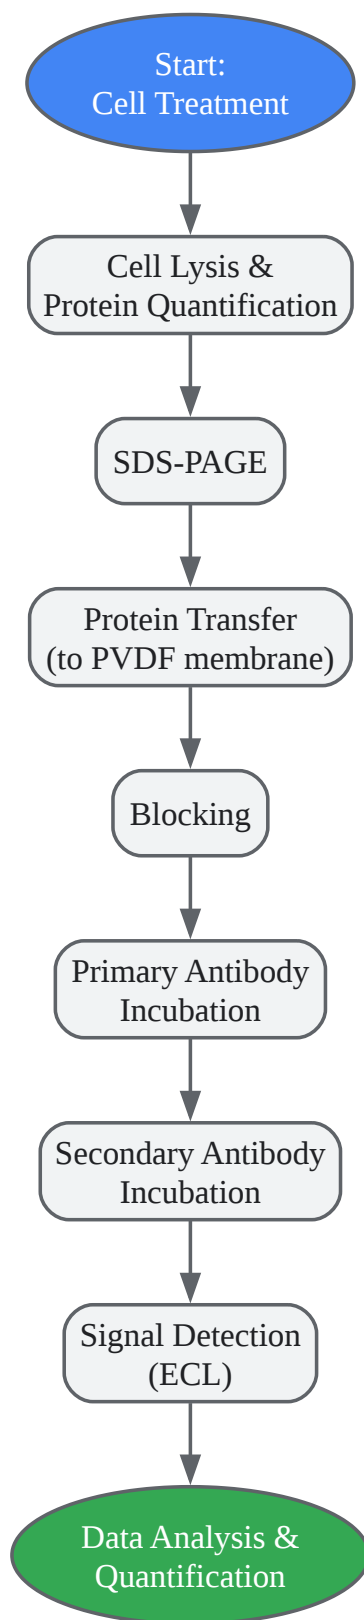 Start:
Cell Treatment
Cell Lysis &
Protein Quantification
SDS-PAGE
Protein Transfer
(to PVDF membrane)
Blocking
Primary Antibody
Incubation
Secondary Antibody
Incubation
Signal Detection
(ECL)
Data Analysis &
Quantification